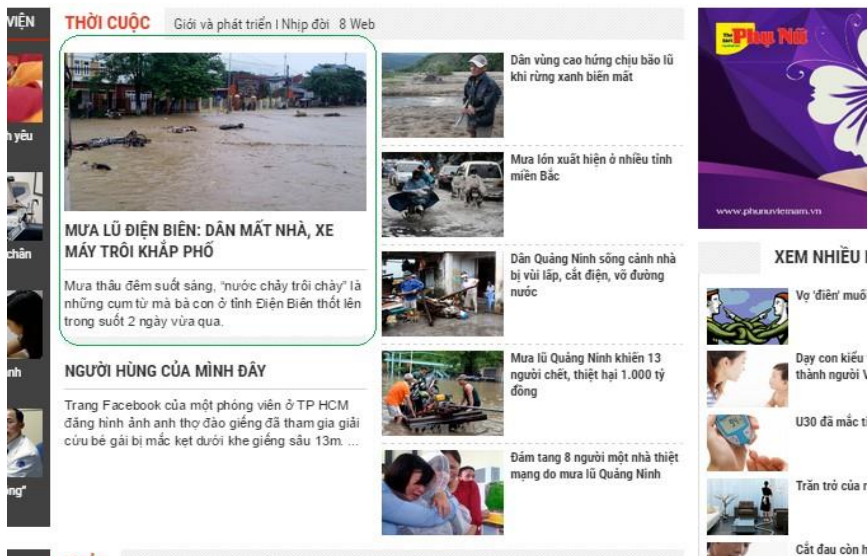 VIỆN
THỜI CUỘC
Giới và phát triển I Nhịp đời 8 Web
h yêu
chân
nh
ong"
MƯA LŨ ĐIỆN BIÊN: DÂN MẤT NHÀ, XE
MÁY TRÔI KHẮP PHỐ
Mưa thâu đêm suốt sáng, "nước chảy trôi chày" là
những cụm từ mà bà con ở tỉnh Điện Biên thốt lên
trong suốt 2 ngày vừa qua.
NGƯỜI HÙNG CỦA MÌNH ĐÂY
Trang Facebook của một phóng viên ở TP HCM
đăng hình ảnh anh thợ đào giếng đã tham gia giải
cứu bé gái bị mắc kẹt dưới khe giếng sâu 13m. ...
Dân vùng cao hứng chịu bão lũ
khi rừng xanh biến mất
Mưa lớn xuất hiện ở nhiều tỉnh
miền Bắc
Dân Quảng Ninh sống cảnh nhà
bị vùi lấp, cắt điện, vỡ đường
nước
Mưa lũ Quảng Ninh khiến 13
người chết, thiệt hại 1.000 tỷ
đồng
Đám tang 8 người một nhà thiệt
mạng do mưa lũ Quảng Ninh
Phụ Nữ
www.phunuvietnam.vn
XEM NHIỀU
Vợ 'điên' muố
Dạy con kiểu
thành người V
U30 đã mắc ti
Trăn trở của n
Cắt đau còn h